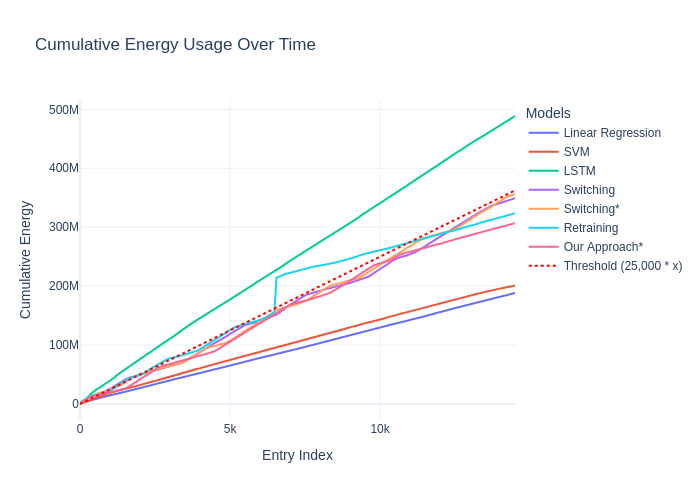 Cumulative Energy Usage Over Time
Cumulative Energy
500M
400M
300M
200M
100M
0
0
5k
10k
Entry Index
Models
Linear Regression
SVM
LSTM
Switching
Switching*
Retraining
Our Approach*
Threshold (25,000 * x)